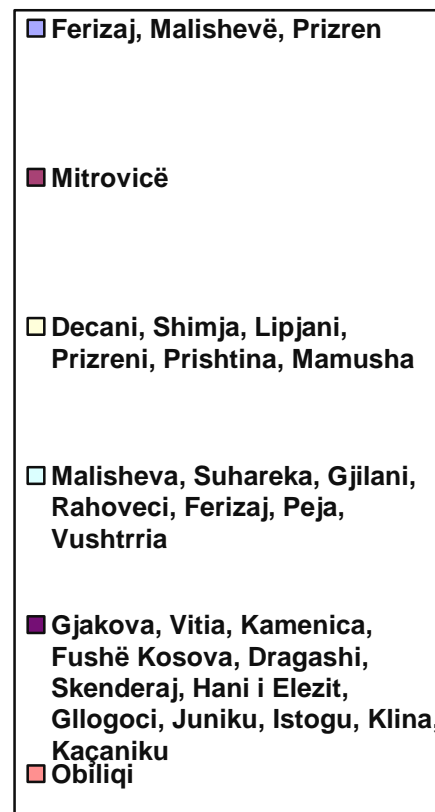 Ferizaj, Malishevë, Prizren
Mitrovicë
Decani, Shimja, Lipjani,
Prizreni, Prishtina, Mamusha
Malisheva, Suhareka, Gjilani,
Rahoveci, Ferizaj, Peja,
Vushtrria
Gjakova, Vitia, Kamenica,
Fushë Kosova, Dragashi,
Skenderaj, Hani i Elezit,
Gllogoci, Juniku, Istogu, Klina,
Kaçaniku
Obiliqi